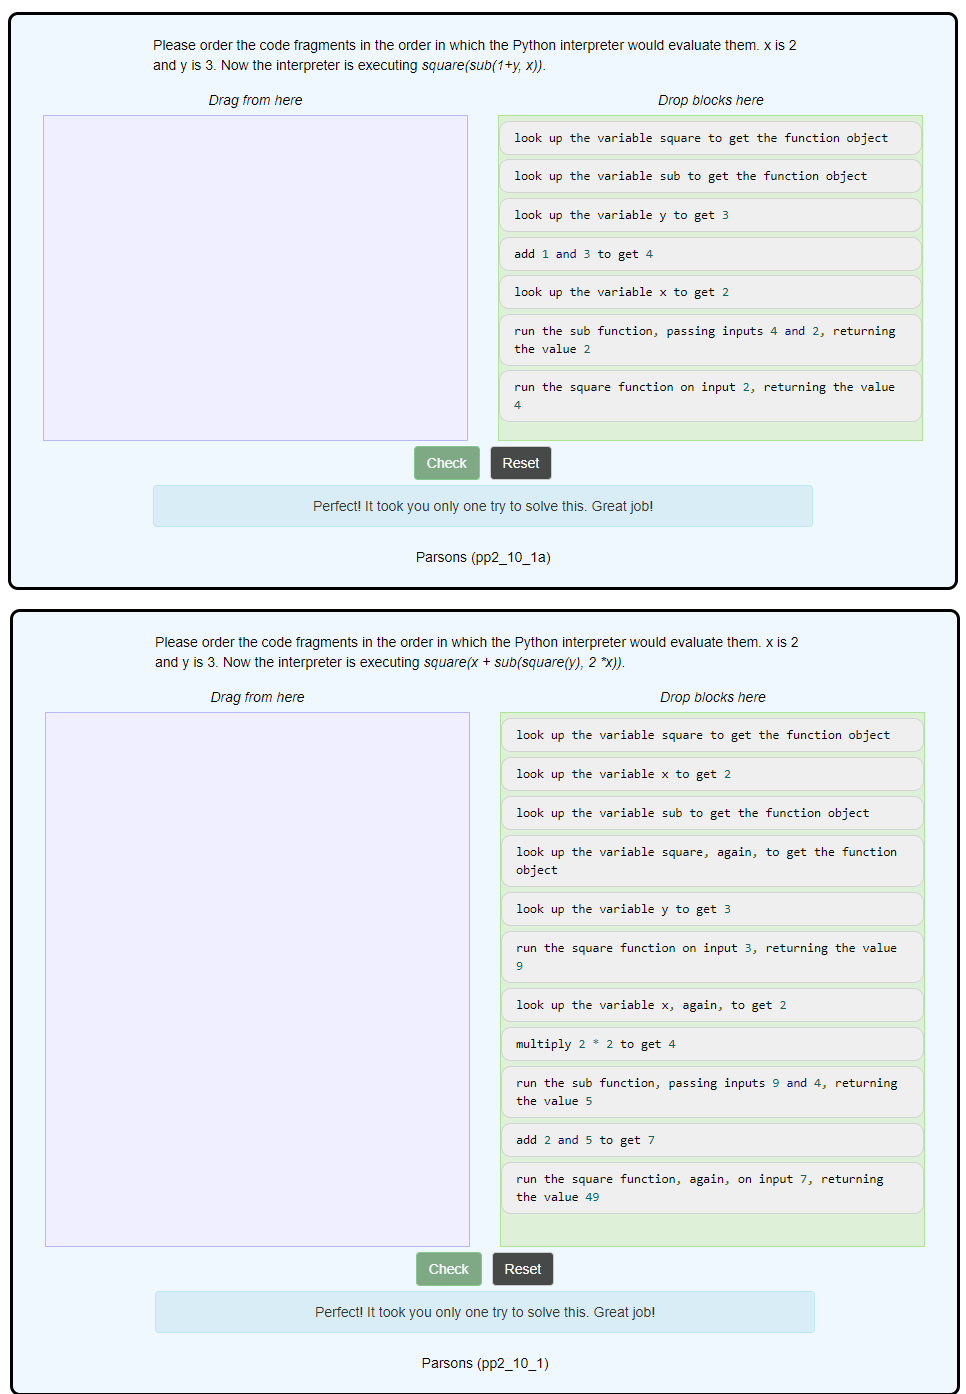 Please order the code fragments in the order in which the Python interpreter would evaluate them. x is 2
and y is 3. Now the interpreter is executing square(sub(1+y, x)).
Drag from here
Drop blocks here
look up the variable square to get the function object
look up the variable sub to get the function object
look up the variable y to get 3
add 1 and 3 to get 4
look up the variable x to get 2
run the sub function, passing inputs 4 and 2, returning
the value 2
run the square function on input 2, returning the value
4
Check
Reset
Perfect! It took you only one try to solve this. Great job!
Parsons (pp2_10_1a)
Please order the code fragments in the order in which the Python interpreter would evaluate them. x is 2
and y is 3. Now the interpreter is executing square(x + sub(square(y), 2 *x)).
Drag from here
Drop blocks here
look up the variable square to get the function object
look up the variable x to get 2
look up the variable sub to get the function object
look up the variable square, again, to get the function
object
look up the variable y to get 3
run the square function on input 3, returning the value
9
look up the variable x, again, to get 2
multiply 2 * 2 to get 4
run the sub function, passing inputs 9 and 4, returning
the value 5
add 2 and 5 to get 7
run the square function, again, on input 7, returning
the value 49
Check
Reset
Perfect! It took you only one try to solve this. Great job!
Parsons (pp2_10_1)